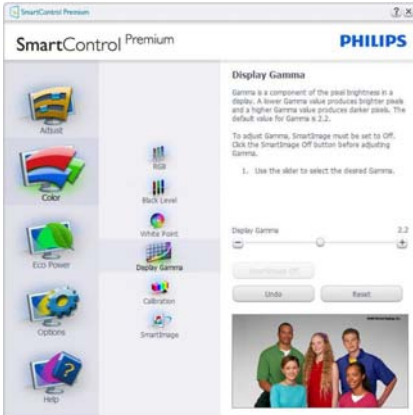 SmartControl Premium
SmartControl Premium
PHILIPS
Adjust
Color
Eco Power
Options
Help
RGB
Black Level
White Point
Display Gamma
Calibration
SmartImage
Display Gamma
Gamma is a component of the pixel brightness in a
display. A lower Gamma value produces brighter pixels
and a higher Gamma value produces darker pixels. The
default value for Gamma is 2.2.
To adjust Gamma, SmartImage must be set to Off.
Click the SmartImage Off button before adjusting
Gamma.
1. Use the slider to select the desired Gamma.
Display Gamma 2.2
SmartImage Off
Undo Reset